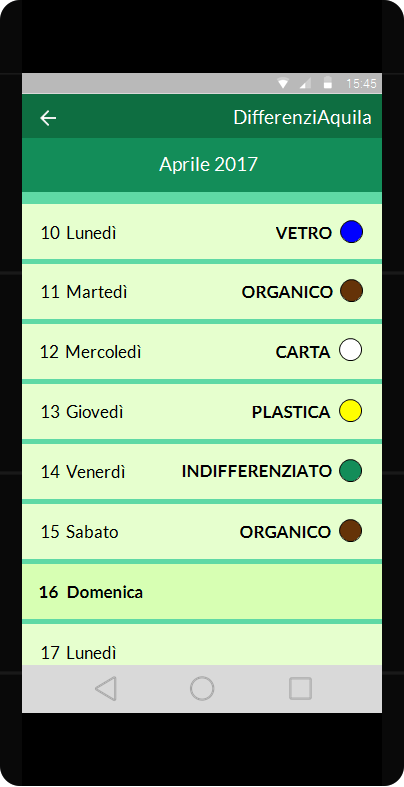 15:45
DifferenziAquila
Aprile 2017
10 Lunedì VETRO
11 Martedì ORGANICO
12 Mercoledì CARTA
13 Giovedì PLASTICA
14 Venerdì INDIFFERENZIATO
15 Sabato ORGANICO
16 Domenica
17 Lunedì